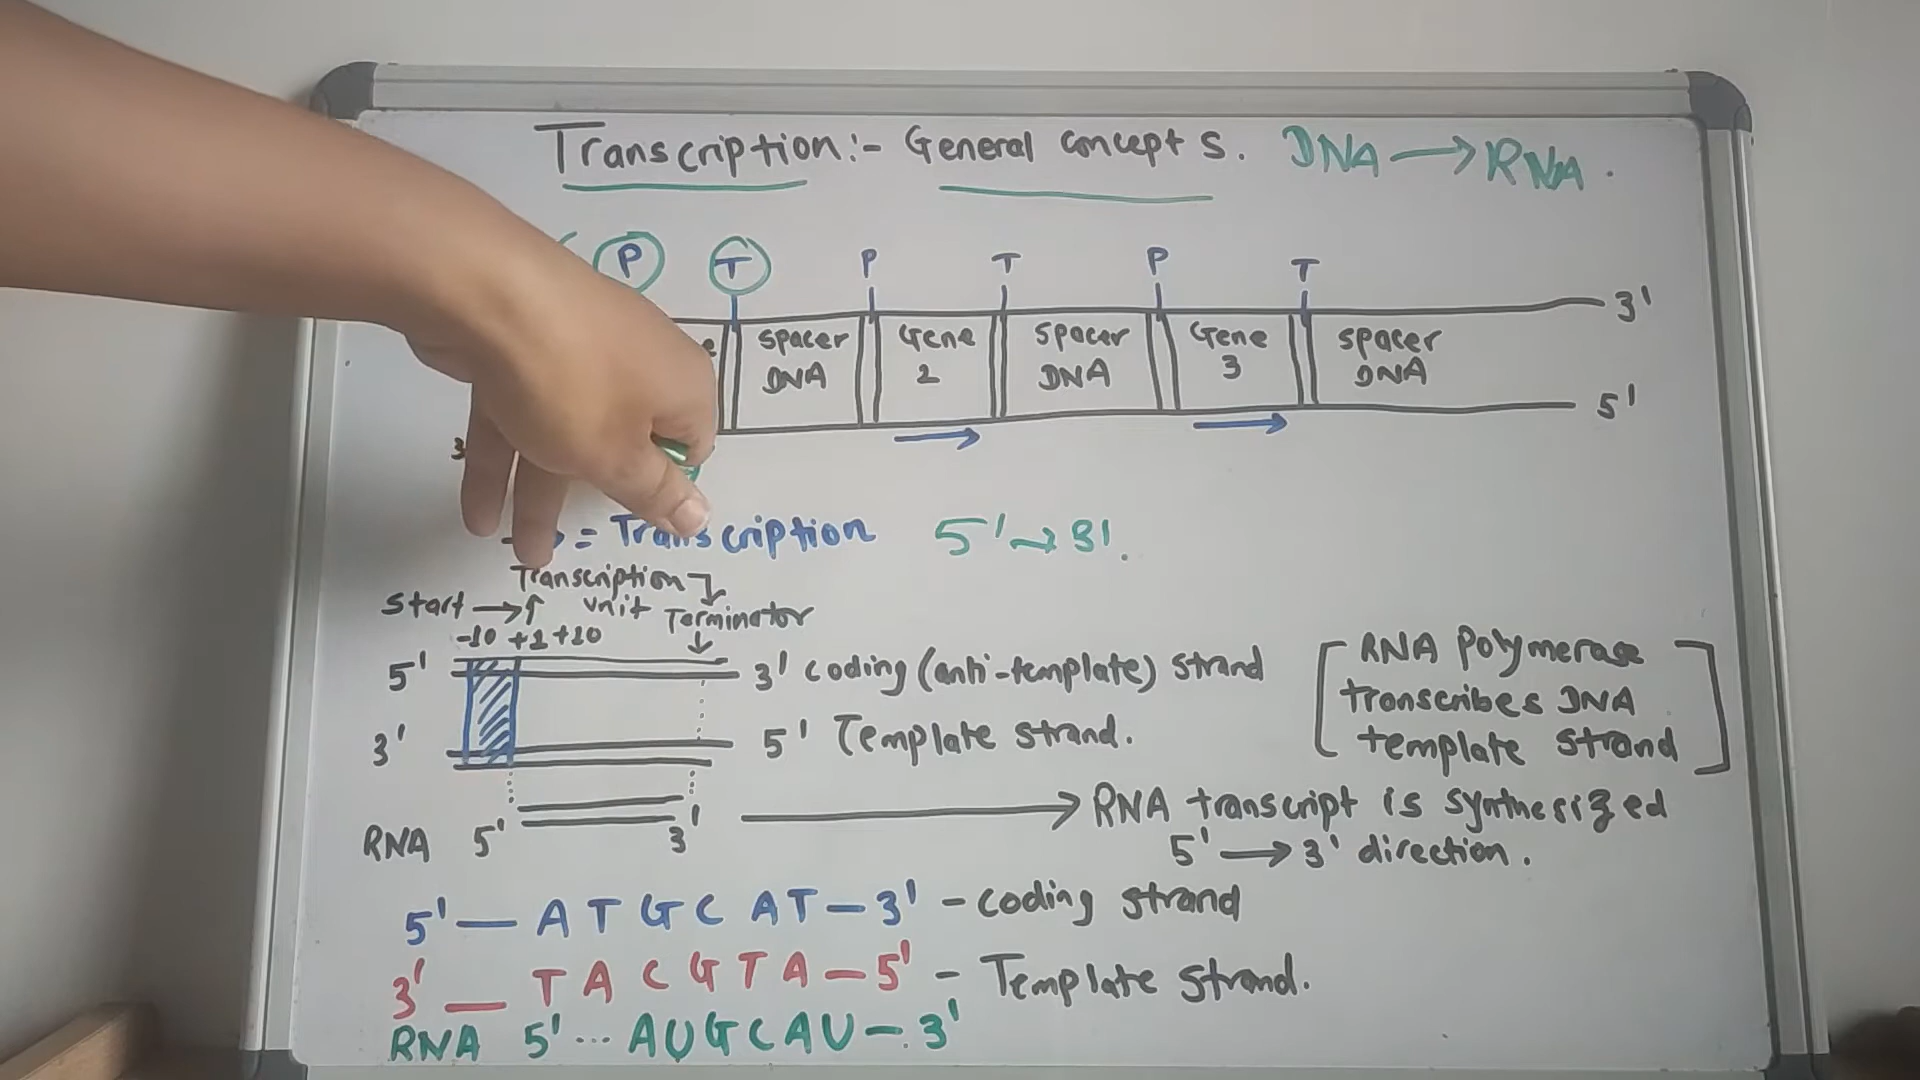 Transcription:- General concepts. DNA → RNA.
P T P T P T
3'
spacer DNA
Gene 2
spacer DNA
Gene 3
spacer DNA
5'
3
= Transcription 5' → 3'.
Transcription unit
Start → ↑
Terminator
-10 +1 +10
5' 3' coding (anti-template) strand
3' 5' Template strand.
[RNA polymerase
transcribes DNA
template strand]
RNA 5' 3' → RNA transcript is synthesized
5' → 3' direction.
5' — A T G C A T — 3' - coding strand
3' — T A C G T A — 5' - Template strand.
RNA 5' ... AUGCAU — 3'